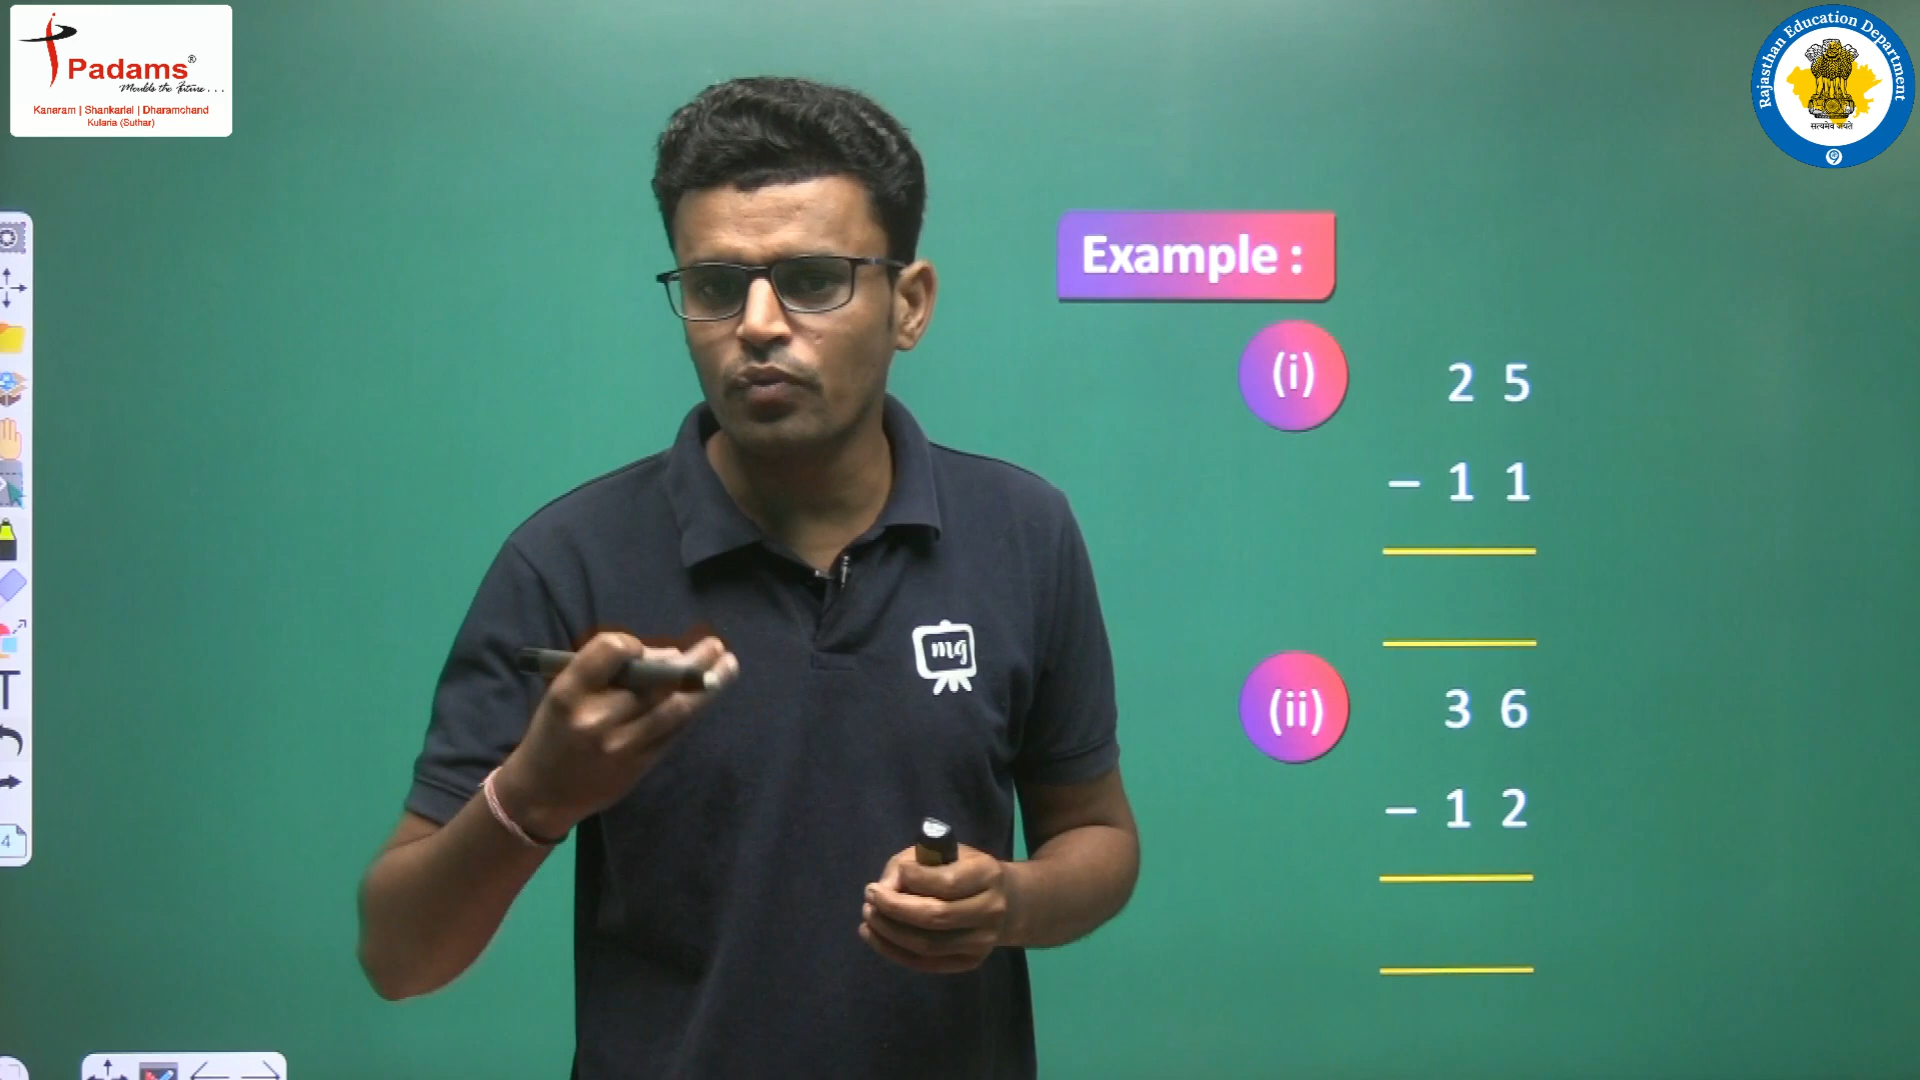 Padams®
Moulds the Future...
Kanaram | Shankarlal | Dharamchand
Kularia (Suthar)
Rajasthan Education Department
सत्यमेव जयते
Example :
(i)
2 5
– 1 1
(ii)
3 6
– 1 2
mg
T
4